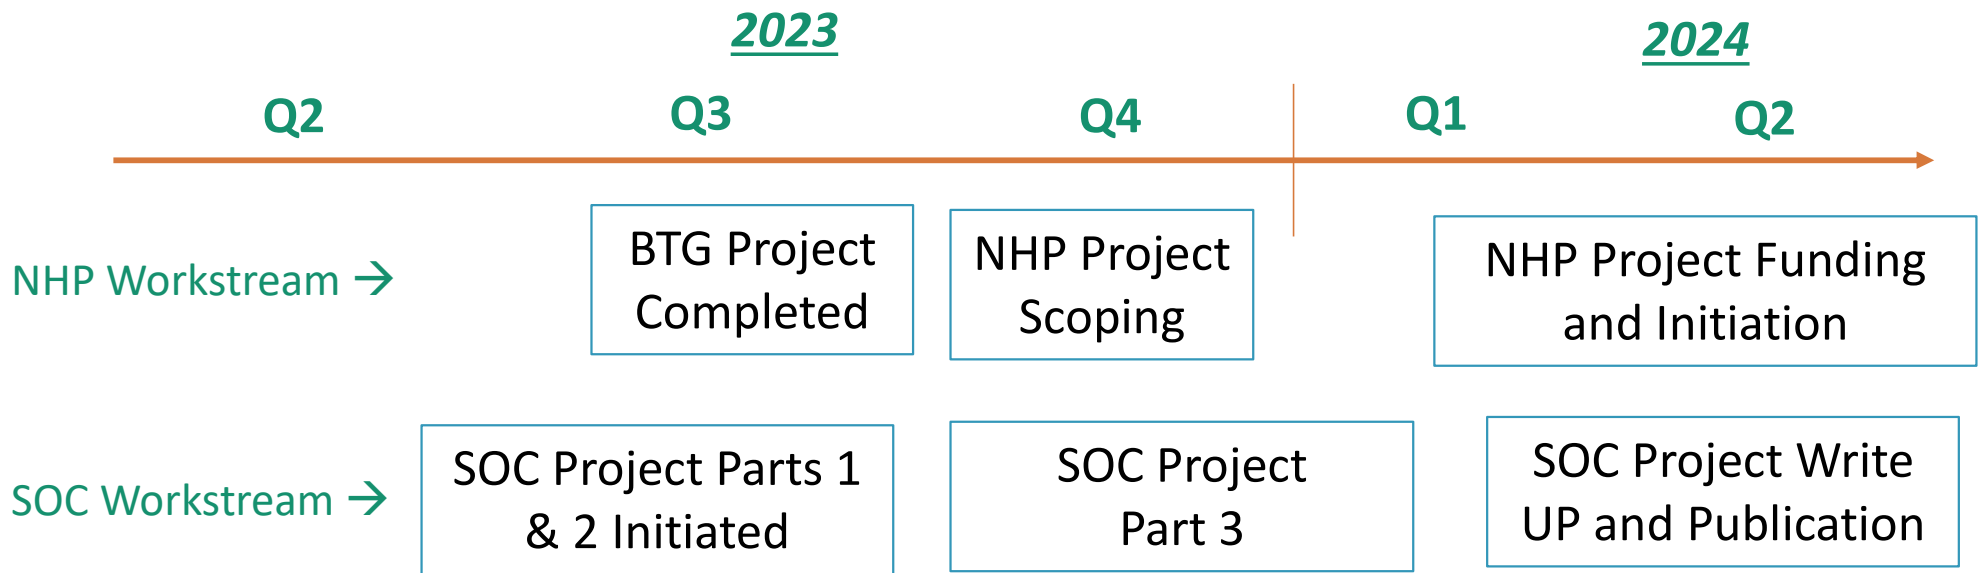 2023
2024
Q2
Q3
Q4
Q1
Q2
NHP Workstream →
BTG Project
Completed
NHP Project
Scoping
NHP Project Funding
and Initiation
SOC Workstream →
SOC Project Parts 1
& 2 Initiated
SOC Project
Part 3
SOC Project Write
UP and Publication